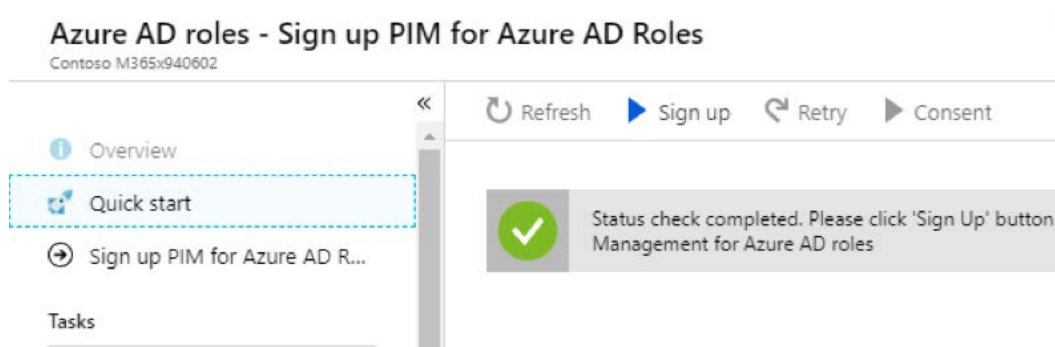 Azure AD roles - Sign up PIM for Azure AD Roles
Contoso M365x940602
«
Refresh Sign up Retry Consent
Overview
Quick start
Sign up PIM for Azure AD R...
Tasks
Status check completed. Please click 'Sign Up' button
Management for Azure AD roles